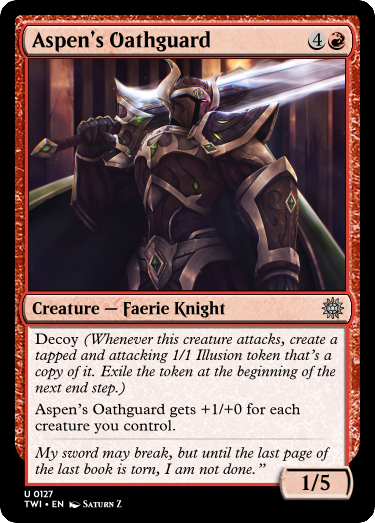 Aspen's Oathguard 4
Creature — Faerie Knight
Decoy (Whenever this creature attacks, create a
tapped and attacking 1/1 Illusion token that's a
copy of it. Exile the token at the beginning of the
next end step.)
Aspen's Oathguard gets +1/+0 for each
creature you control.
My sword may break, but until the last page of
the last book is torn, I am not done.”
1/5
U 0127
TWI • EN Saturn Z